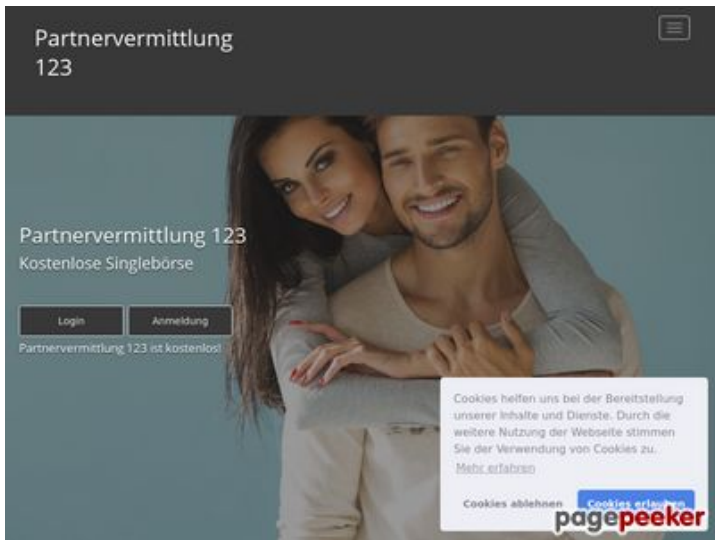 Partnervermittlung
123
Partnervermittlung 123
Kostenlose Singlebörse
Login
Anmeldung
Partnervermittlung 123 ist kostenlos!
Cookies helfen uns bei der Bereitstellung
unserer Inhalte und Dienste. Durch die
weitere Nutzung der Webseite stimmen
Sie der Verwendung von Cookies zu.
Mehr erfahren
Cookies ablehnen
Cookies erlauben
pagepeeker